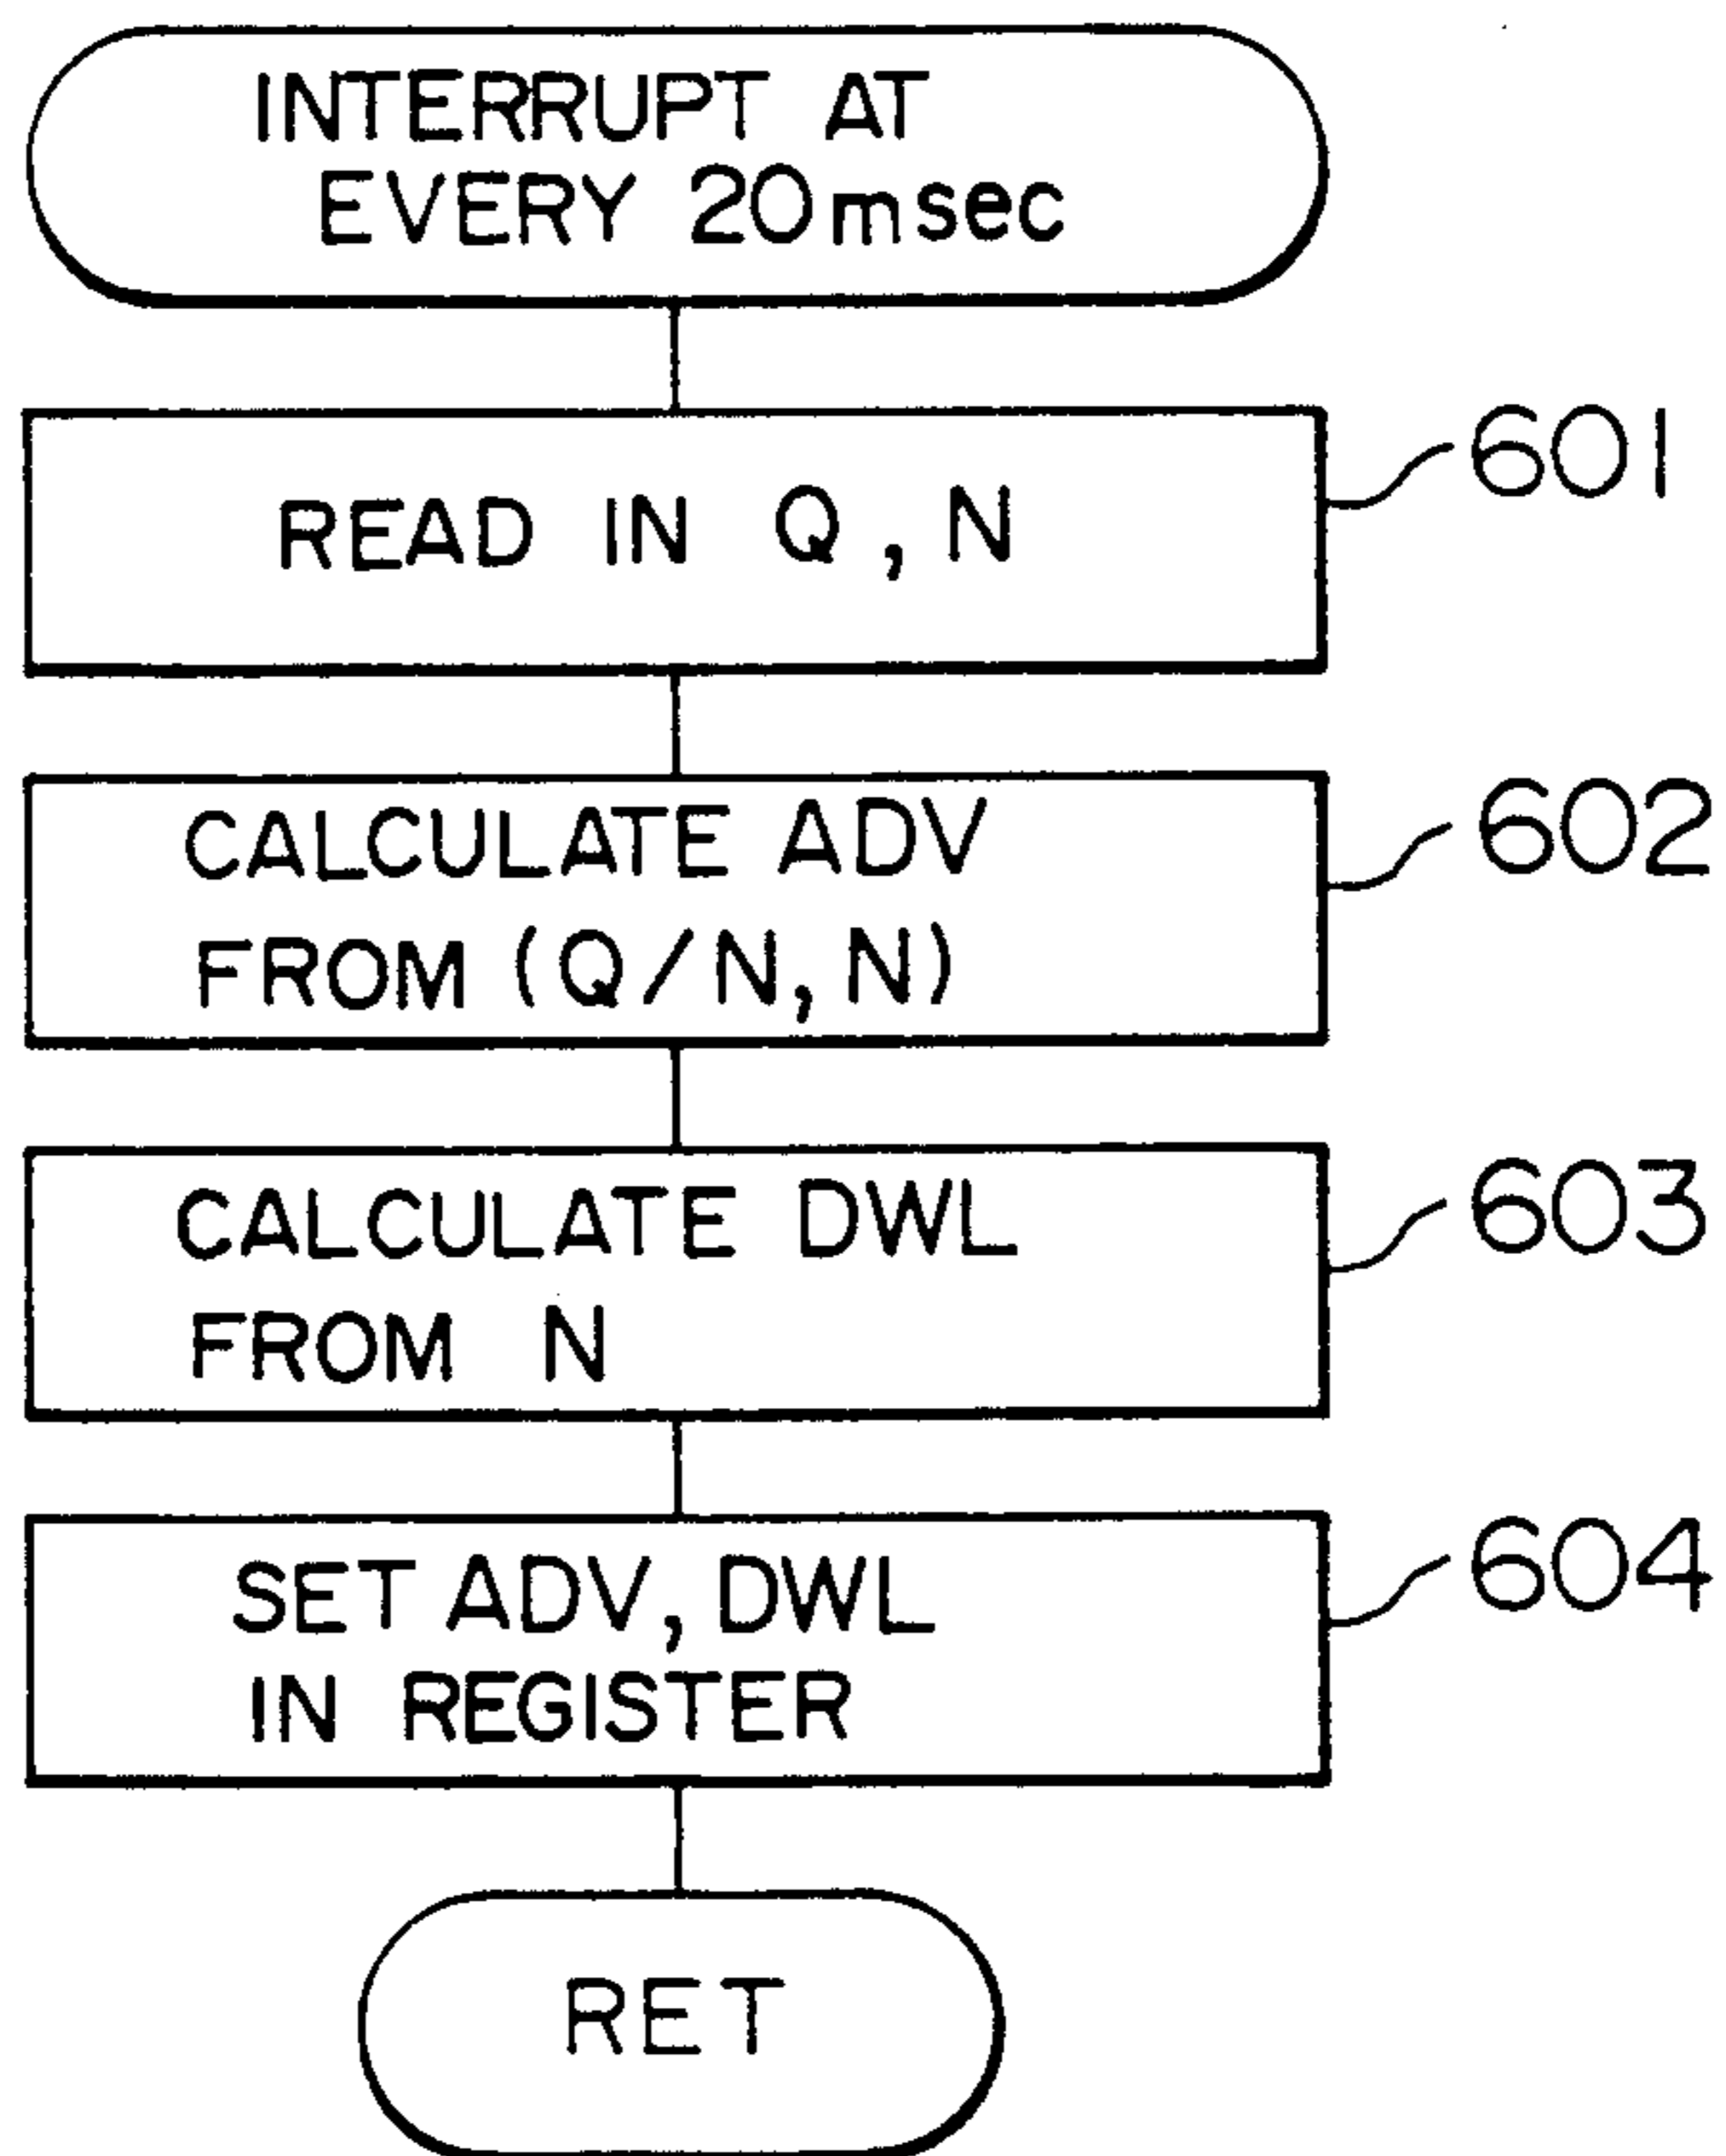 INTERRUPT AT
EVERY 20msec
READ IN Q, N
601
CALCULATE ADV
FROM (Q/N, N)
602
CALCULATE DWL
FROM N
603
SET ADV, DWL
IN REGISTER
604
RET